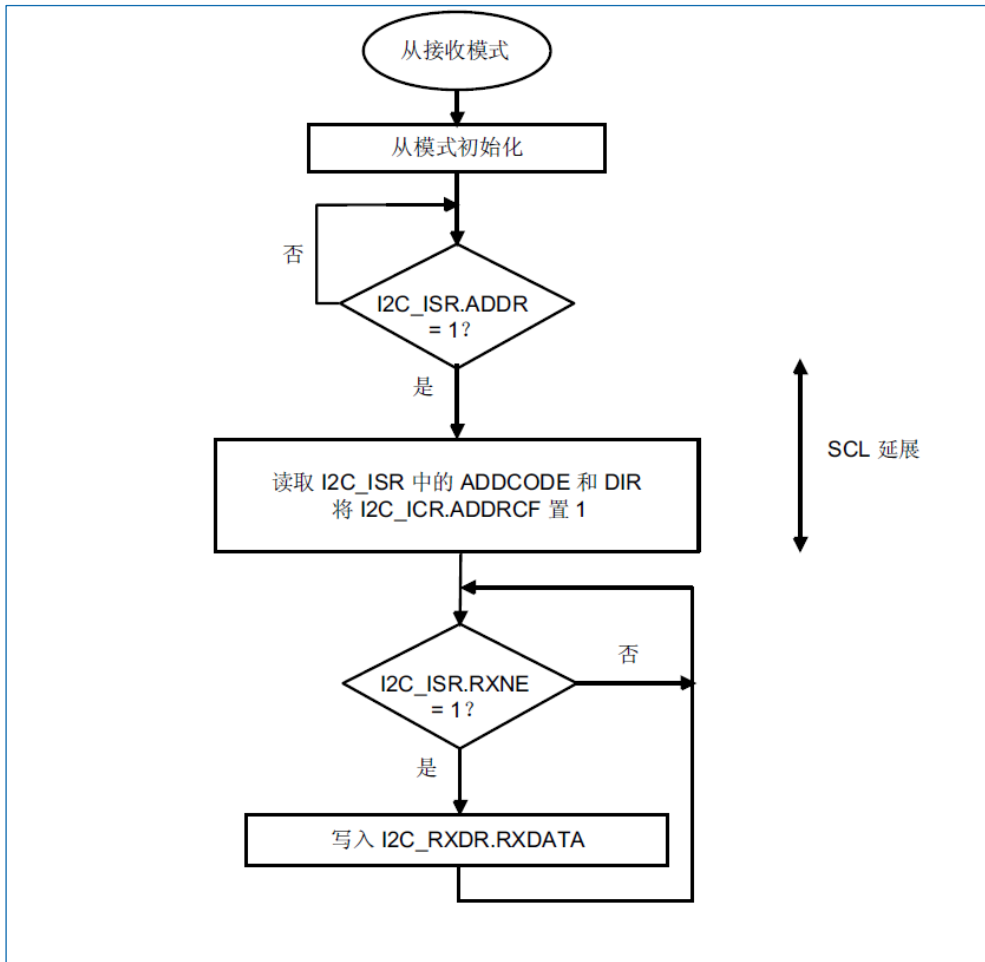 从接收模式
从模式初始化
否
I2C_ISR.ADDR
= 1?
是
SCL 延展
读取 I2C_ISR 中的 ADDCODE 和 DIR
将 I2C_ICR.ADDRCF 置 1
否
I2C_ISR.RXNE
= 1?
是
写入 I2C_RXDR.RXDATA